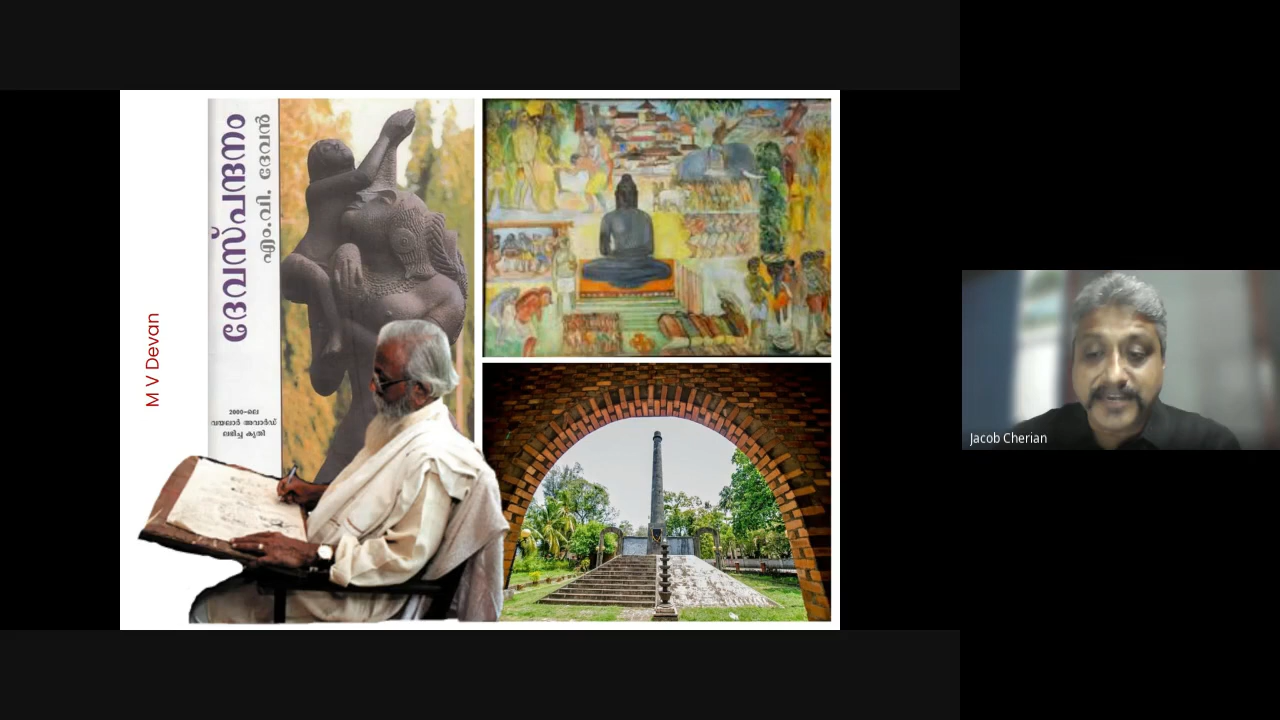 M V Devan
ദേവസ്പന്ദനം
എം.വി. ദേവൻ
2000-ലെ
വയലാർ അവാർഡ്
ലഭിച്ച കൃതി
Jacob Cherian